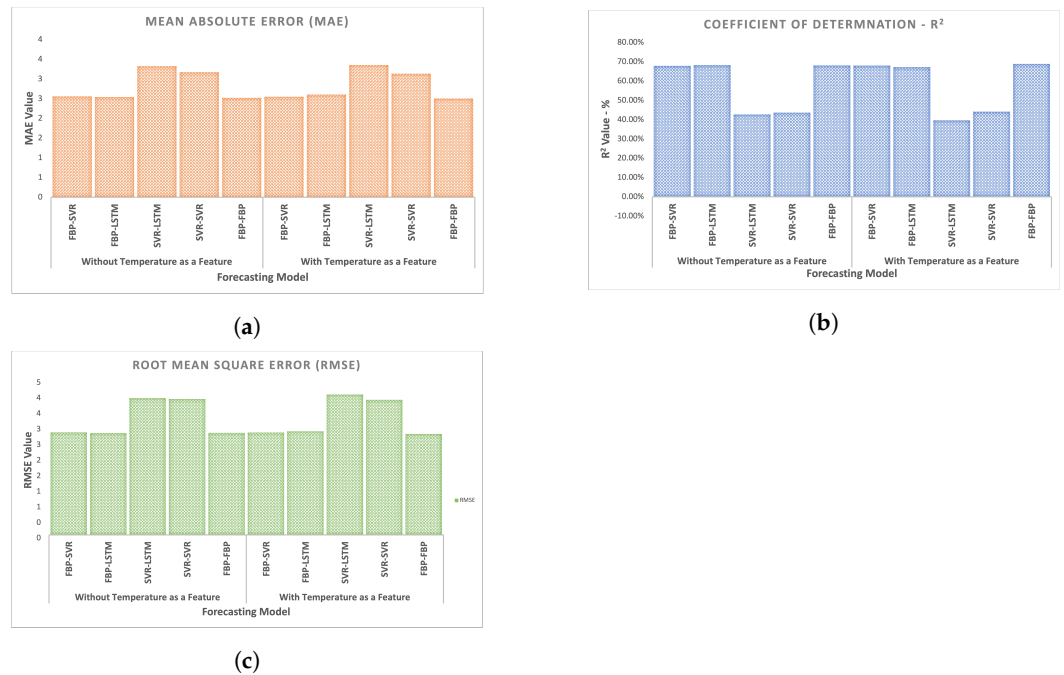 MEAN ABSOLUTE ERROR (MAE)
4
4
3
3
2
2
1
1
0
MAE Value
FBP-SVR
FBP-LSTM
SVR-LSTM
SVR-SVR
FBP-FBP
FBP-SVR
FBP-LSTM
SVR-LSTM
SVR-SVR
FBP-FBP
Without Temperature as a Feature
With Temperature as a Feature
Forecasting Model
(a)
COEFFICIENT OF DETERMNATION - R²
80.00%
70.00%
60.00%
50.00%
40.00%
30.00%
20.00%
10.00%
0.00%
-10.00%
R² Value - %
FBP-SVR
FBP-LSTM
SVR-LSTM
SVR-SVR
FBP-FBP
FBP-SVR
FBP-LSTM
SVR-LSTM
SVR-SVR
FBP-FBP
Without Temperature as a Feature
With Temperature as a Feature
Forecasting Model
(b)
ROOT MEAN SQUARE ERROR (RMSE)
5
4
4
3
3
2
2
1
1
0
0
RMSE Value
RMSE
FBP-SVR
FBP-LSTM
SVR-LSTM
SVR-SVR
FBP-FBP
FBP-SVR
FBP-LSTM
SVR-LSTM
SVR-SVR
FBP-FBP
Without Temperature as a Feature
With Temperature as a Feature
Forecasting Model
(c)